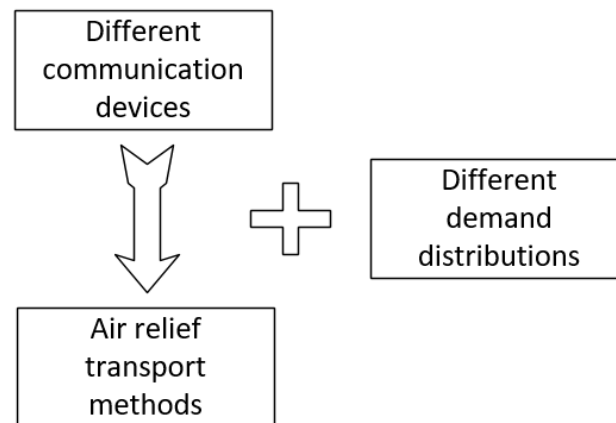 Different
communication
devices
Different
demand
distributions
Air relief
transport
methods